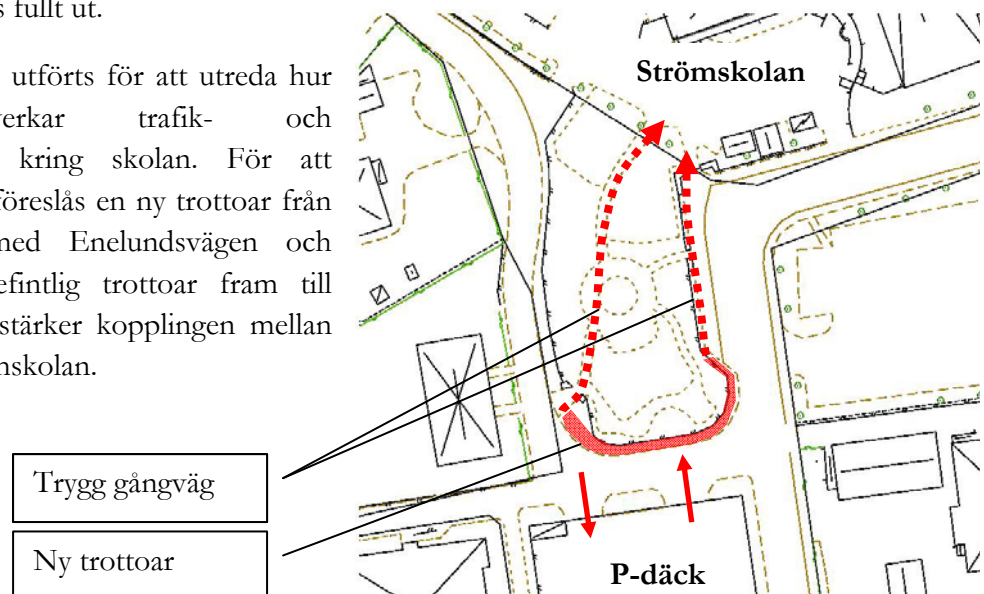 s fullt ut.
utförts för att utreda hur
verkar trafik- och
kring skolan. För att
föreslås en ny trottoar från
med Enelundsvägen och
efintlig trottoar fram till
stärker kopplingen mellan
mskolan.
Strömskolan
Trygg gångväg
Ny trottoar
P-däck